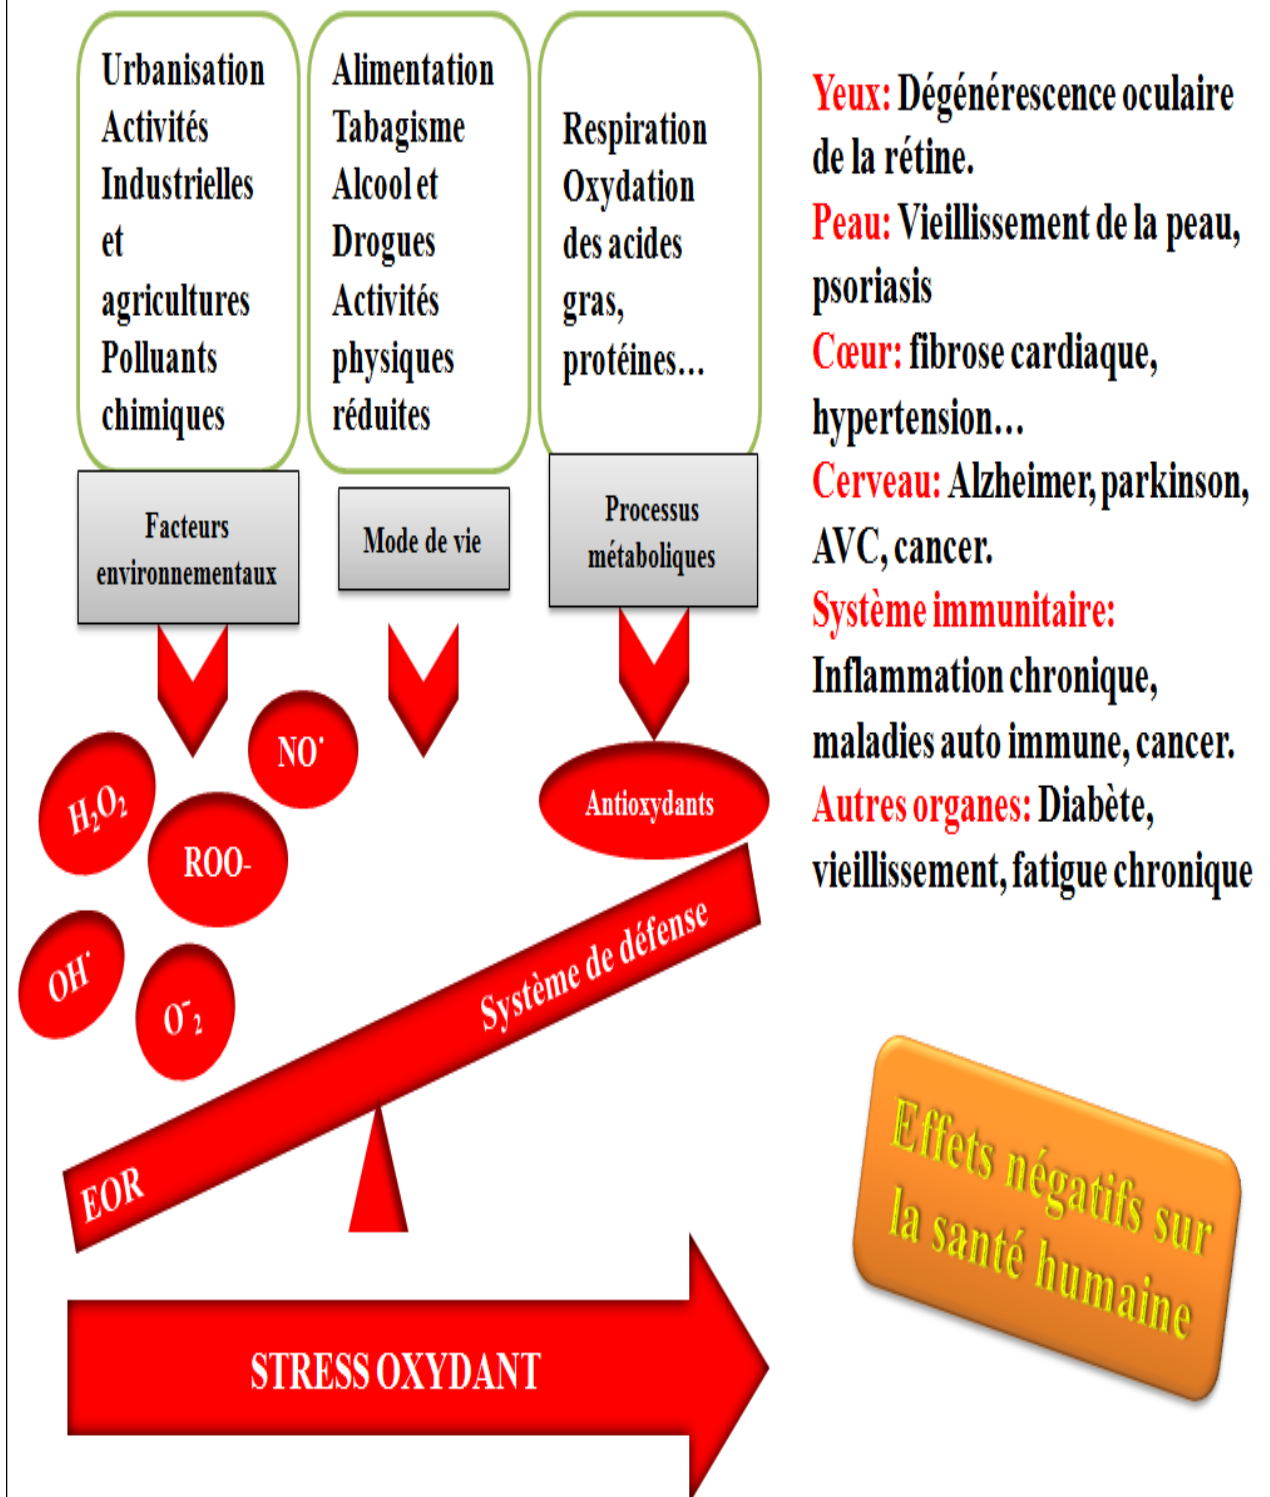 Urbanisation
Activités
Industrielles
et
agricultures
Polluants
chimiques
Alimentation
Tabagisme
Alcool et
Drogues
Activités
physiques
réduites
Respiration
Oxydation
des acides
gras,
protéines…
Facteurs
environnementaux
Mode de vie
Processus
métaboliques
NO˙
H₂O₂
ROO-
OH˙
O⁻₂
Antioxydants
Système de défense
EOR
STRESS OXYDANT
Yeux: Dégénérescence oculaire
de la rétine.
Peau: Vieillissement de la peau,
psoriasis
Cœur: fibrose cardiaque,
hypertension…
Cerveau: Alzheimer, parkinson,
AVC, cancer.
Système immunitaire:
Inflammation chronique,
maladies auto immune, cancer.
Autres organes: Diabète,
vieillissement, fatigue chronique
Effets négatifs sur
la santé humaine